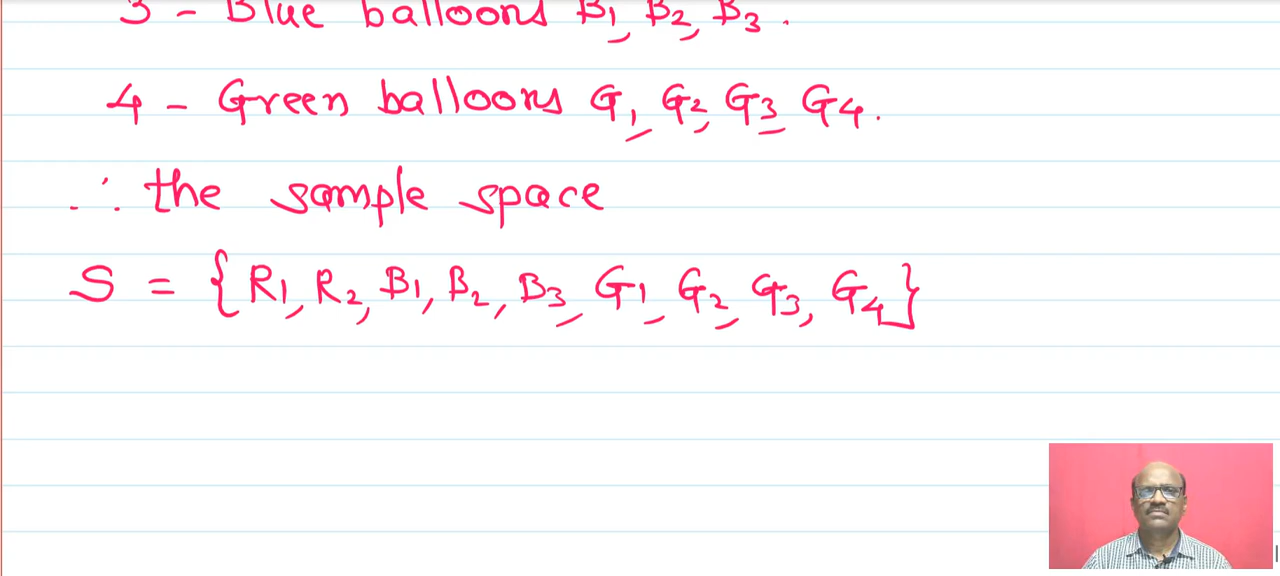 3 - Blue balloons B1, B2, B3.
4 - Green balloons G1, G2, G3, G4.
∴ the sample space
S = {R1, R2, B1, B2, B3, G1, G2, G3, G4}